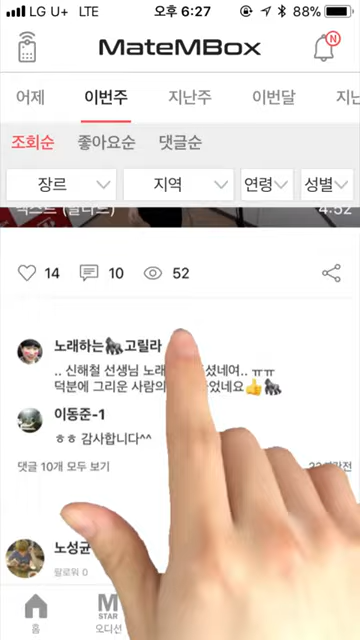 LG U+ LTE 오후 6:27 88%
MateMBox
N
어제 이번주 지난주 이번달
조회순 좋아요순 댓글순
장르 지역 연령 성별
4:52
14 10 52
노래하는🦍고릴라
.. 신해철 선생님 노래 셨네여.. ㅠㅠ
덕분에 그리운 사람의 었네요👍🦍
이동준-1
ㅎㅎ 감사합니다^^
댓글 10개 모두 보기
노성균
팔로워 0
M
STAR
홈 오디션